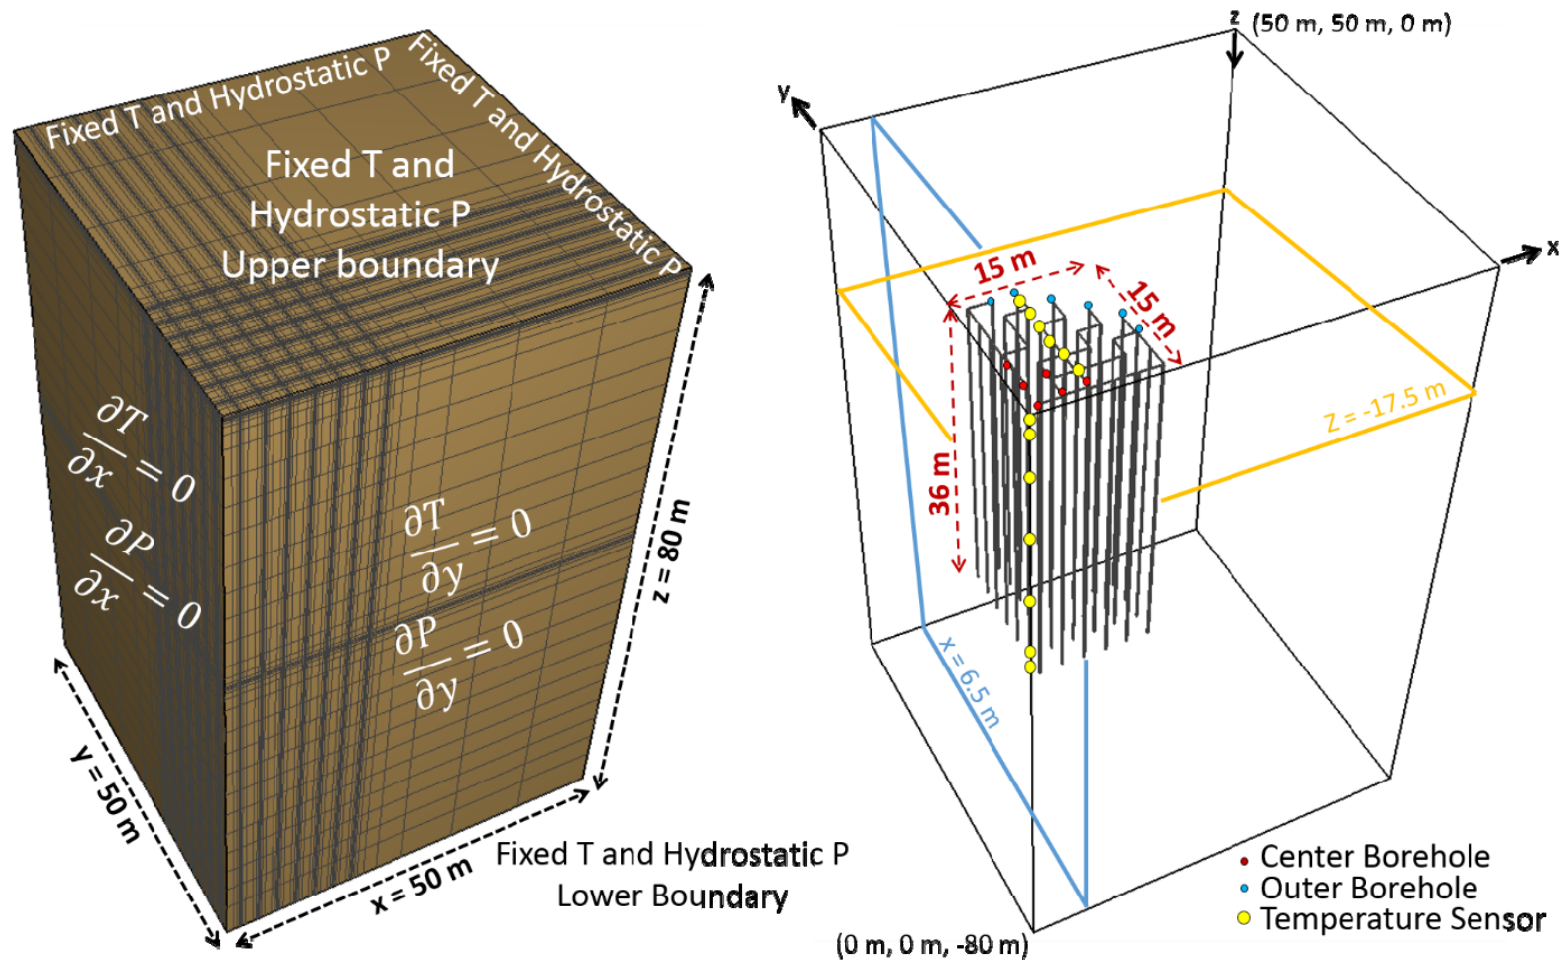 Fixed T and Hydrostatic P
Fixed T and Hydrostatic P
Fixed T and
Hydrostatic P
Upper boundary
∂T/∂x = 0
∂P/∂x = 0
∂T/∂y = 0
∂P/∂y = 0
z = 80 m
y = 50 m
x = 50 m
Fixed T and Hydrostatic P
Lower Boundary
z (50 m, 50 m, 0 m)
y
x
15 m
15 m
36 m
Z = -17.5 m
x = 6.5 m
(0 m, 0 m, -80 m)
Center Borehole
Outer Borehole
Temperature Sensor